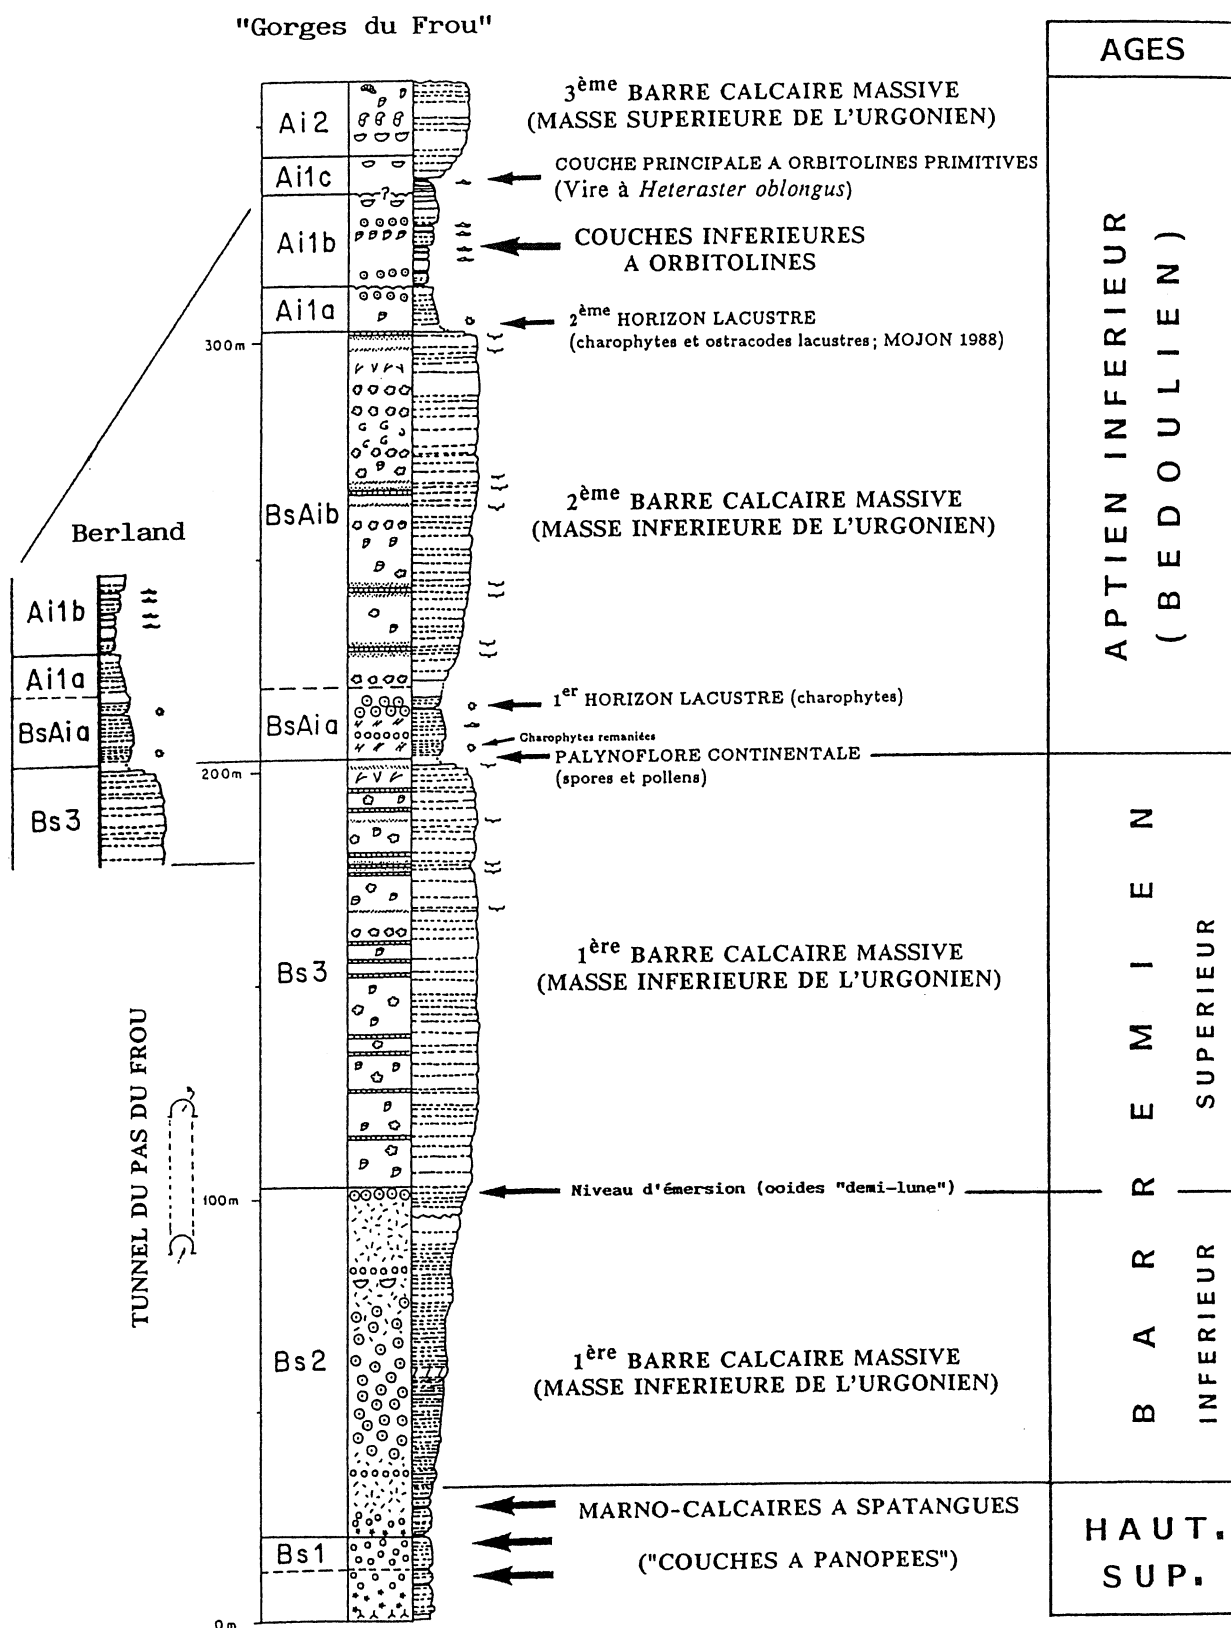 "Gorges du Frou"
AGES
Ai2
3ème BARRE CALCAIRE MASSIVE
(MASSE SUPERIEURE DE L'URGONIEN)
Ai1c
COUCHE PRINCIPALE A ORBITOLINES PRIMITIVES
(Vire à Heteraster oblongus)
?
Ai1b
COUCHES INFERIEURES
A ORBITOLINES
Ai1a
2ème HORIZON LACUSTRE
(charophytes et ostracodes lacustres; MOJON 1988)
300m
APTIEN INFERIEUR
(BEDOULIEN)
BsAib
2ème BARRE CALCAIRE MASSIVE
(MASSE INFERIEURE DE L'URGONIEN)
Berland
Ai1b
Ai1a
BsAia
Bs3
BsAia
1er HORIZON LACUSTRE (charophytes)
Charophytes remaniées
PALYNOFLORE CONTINENTALE
(spores et pollens)
200m
Bs3
1ère BARRE CALCAIRE MASSIVE
(MASSE INFERIEURE DE L'URGONIEN)
BARREMIEN
SUPERIEUR
TUNNEL DU PAS DU FROU
100m
Niveau d'émersion (ooides "demi-lune")
INFERIEUR
Bs2
1ère BARRE CALCAIRE MASSIVE
(MASSE INFERIEURE DE L'URGONIEN)
MARNO-CALCAIRES A SPATANGUES
Bs1
("COUCHES A PANOPEES")
HAUT.
SUP.
0m